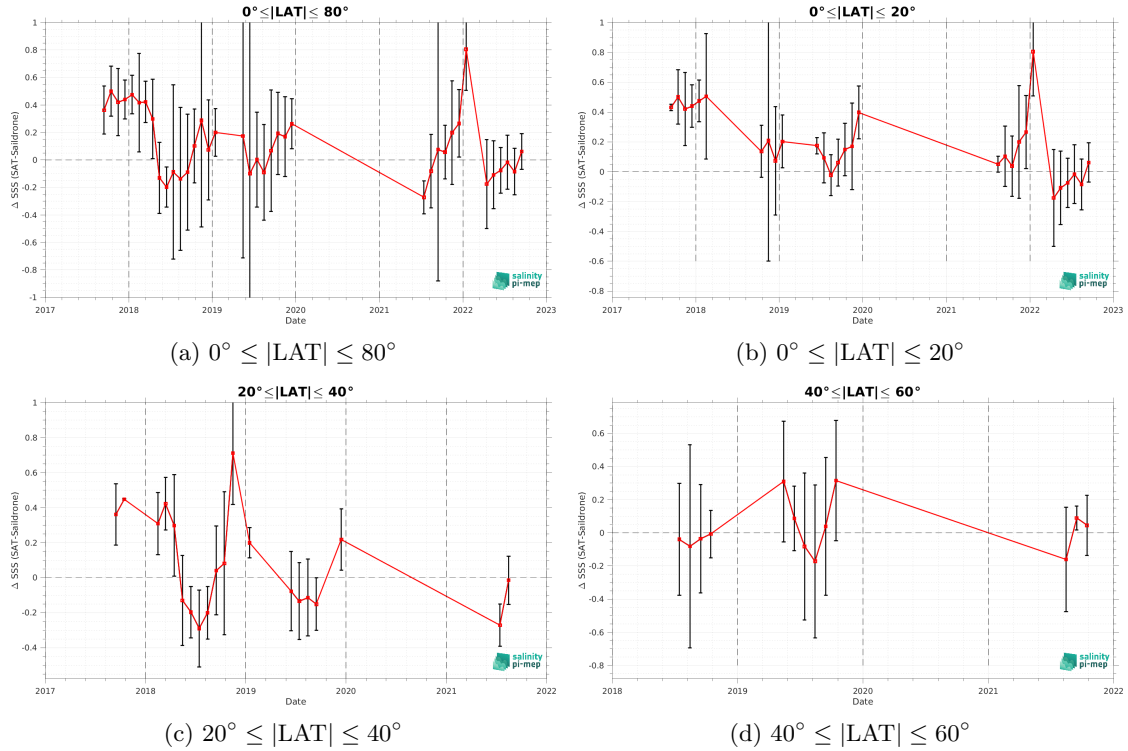 0°≤|LAT|≤ 80°
1
0.8
0.6
0.4
0.2
0
-0.2
-0.4
-0.6
-0.8
-1
Δ SSS (SAT-Saildrone)
2017 2018 2019 2020 2021 2022 2023
Date
salinity
pi-mep
(a) 0° ≤ |LAT| ≤ 80°
0°≤|LAT|≤ 20°
1
0.8
0.6
0.4
0.2
0
-0.2
-0.4
-0.6
-0.8
Δ SSS (SAT-Saildrone)
2017 2018 2019 2020 2021 2022 2023
Date
salinity
pi-mep
(b) 0° ≤ |LAT| ≤ 20°
20°≤|LAT|≤ 40°
1
0.8
0.6
0.4
0.2
0
-0.2
-0.4
Δ SSS (SAT-Saildrone)
2017 2018 2019 2020 2021 2022
Date
salinity
pi-mep
(c) 20° ≤ |LAT| ≤ 40°
40°≤|LAT|≤ 60°
0.6
0.4
0.2
0
-0.2
-0.4
-0.6
-0.8
Δ SSS (SAT-Saildrone)
2018 2019 2020 2021 2022
Date
salinity
pi-mep
(d) 40° ≤ |LAT| ≤ 60°